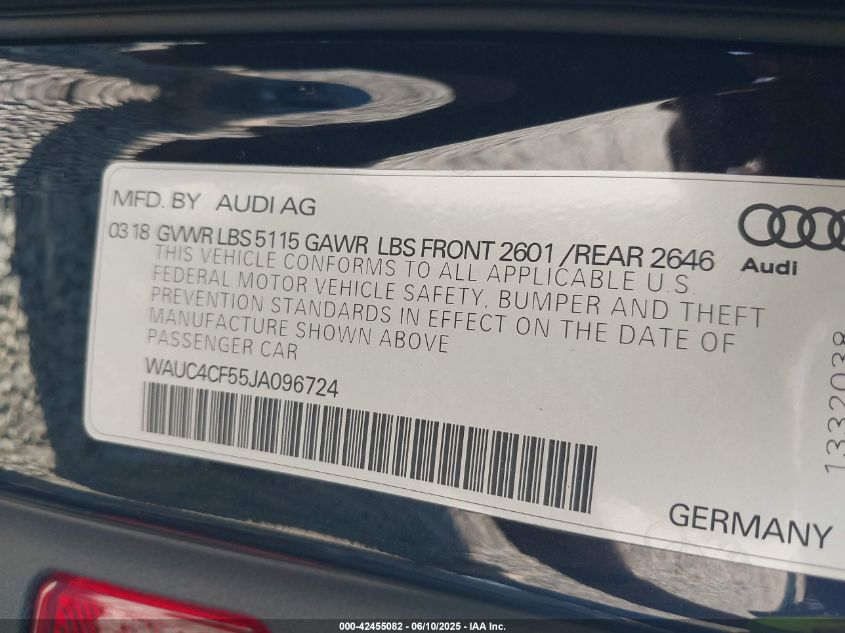 MFD. BY AUDI AG
0318 GVWR LBS 5115 GAWR LBS FRONT 2601 /REAR 2646
THIS VEHICLE CONFORMS TO ALL APPLICABLE U.S.
FEDERAL MOTOR VEHICLE SAFETY, BUMPER AND THEFT
PREVENTION STANDARDS IN EFFECT ON THE DATE OF
MANUFACTURE SHOWN ABOVE
PASSENGER CAR
WAUC4CF55JA096724
Audi
1332038
GERMANY
000-42455082 - 06/10/2025 - IAA Inc.